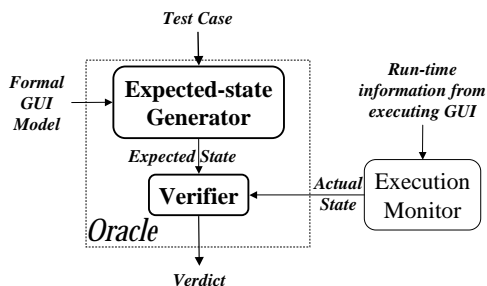 Test Case
Formal
GUI
Model
Expected-state
Generator
Run-time
information from
executing GUI
Expected State
Verifier
Actual
State
Execution
Monitor
Oracle
Verdict